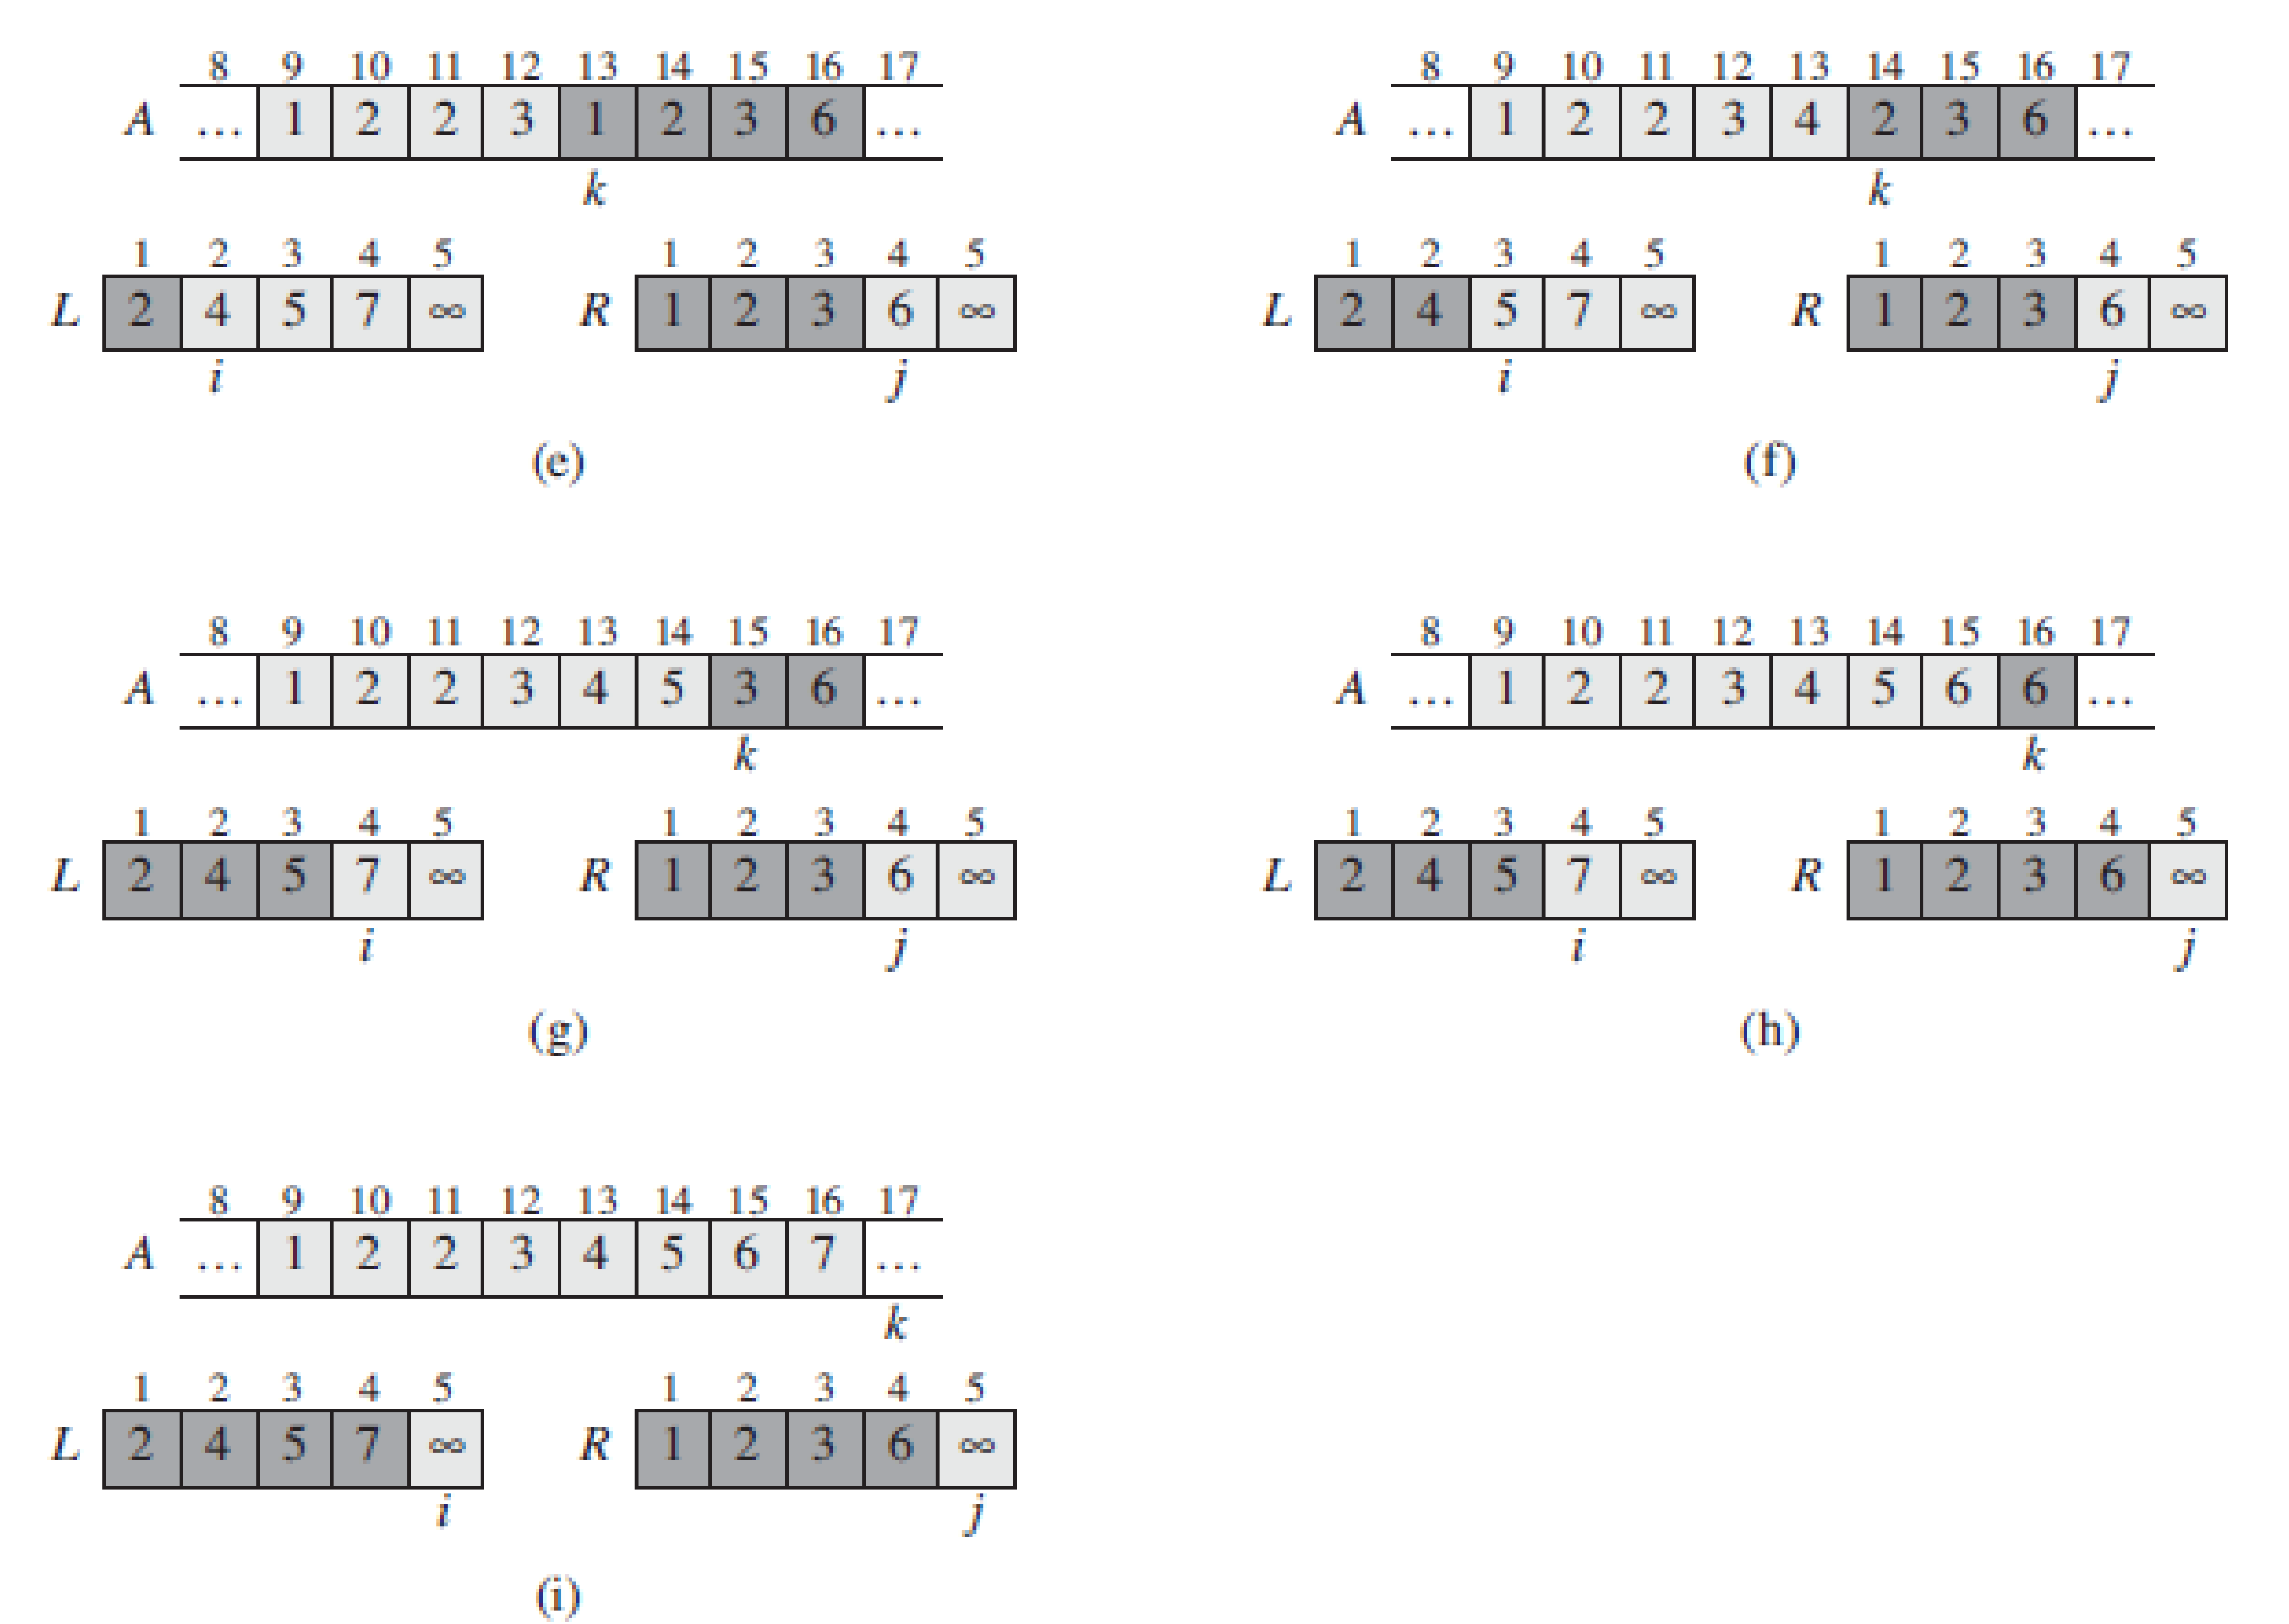 8 9 10 11 12 13 14 15 16 17
A ... 1 2 2 3 1 2 3 6 ...
k
1 2 3 4 5 1 2 3 4 5
L 2 4 5 7 ∞ R 1 2 3 6 ∞
i j
(e)
8 9 10 11 12 13 14 15 16 17
A ... 1 2 2 3 4 2 3 6 ...
k
1 2 3 4 5 1 2 3 4 5
L 2 4 5 7 ∞ R 1 2 3 6 ∞
i j
(f)
8 9 10 11 12 13 14 15 16 17
A ... 1 2 2 3 4 5 3 6 ...
k
1 2 3 4 5 1 2 3 4 5
L 2 4 5 7 ∞ R 1 2 3 6 ∞
i j
(g)
8 9 10 11 12 13 14 15 16 17
A ... 1 2 2 3 4 5 6 6 ...
k
1 2 3 4 5 1 2 3 4 5
L 2 4 5 7 ∞ R 1 2 3 6 ∞
i j
(h)
8 9 10 11 12 13 14 15 16 17
A ... 1 2 2 3 4 5 6 7 ...
k
1 2 3 4 5 1 2 3 4 5
L 2 4 5 7 ∞ R 1 2 3 6 ∞
i j
(i)